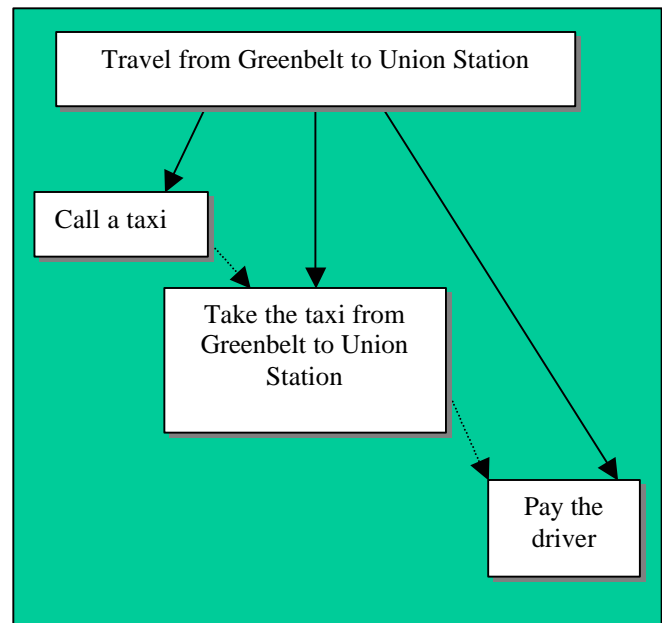 Travel from Greenbelt to Union Station
Call a taxi
Take the taxi from
Greenbelt to Union
Station
Pay the
driver